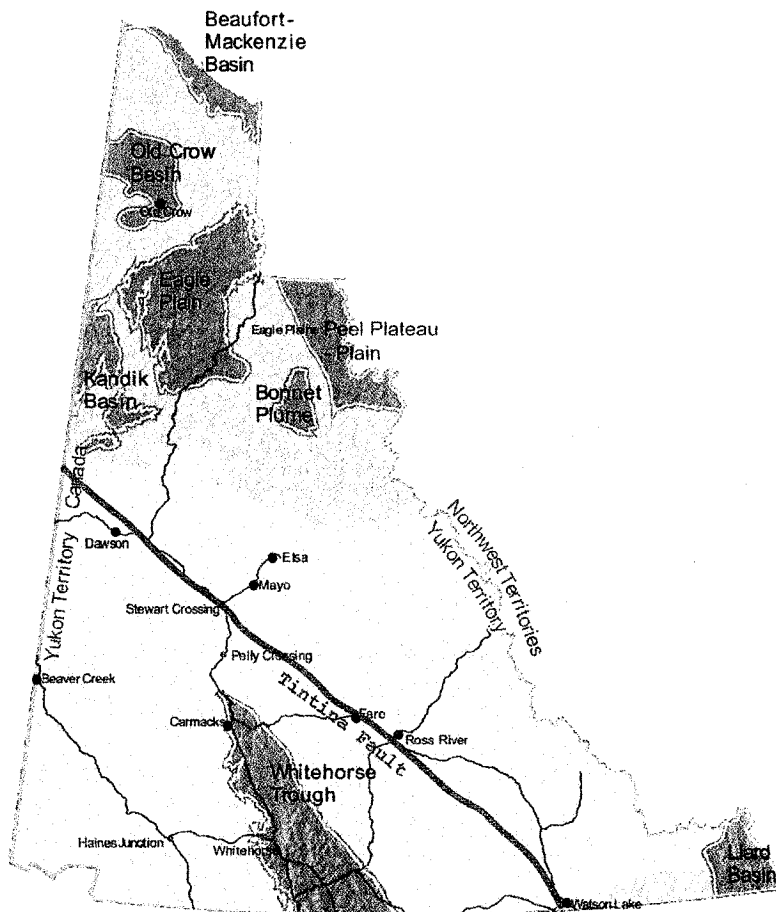 Beaufort-
Mackenzie
Basin
Old Crow
Basin
Old Crow
Eagle
Plain
Eagle Plains
Peel Plateau
- Plain
Kandik
Basin
Bonnet
Plume
Canada
Yukon Territory
Northwest Territories
Yukon Territory
Dawson
Elsa
Mayo
Stewart Crossing
Pelly Crossing
Beaver Creek
Tintina Fault
Faro
Carmacks
Ross River
Whitehorse
Trough
Haines Junction
Whitehorse
Liard
Basin
Watson Lake